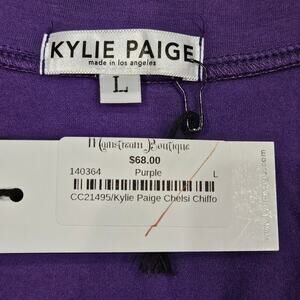 KYLIE PAIGE
made in los angeles
L
Mainstream Boutique
$68.00
140364 Purple L
CC21495/Kylie Paige Chelsi Chiffo